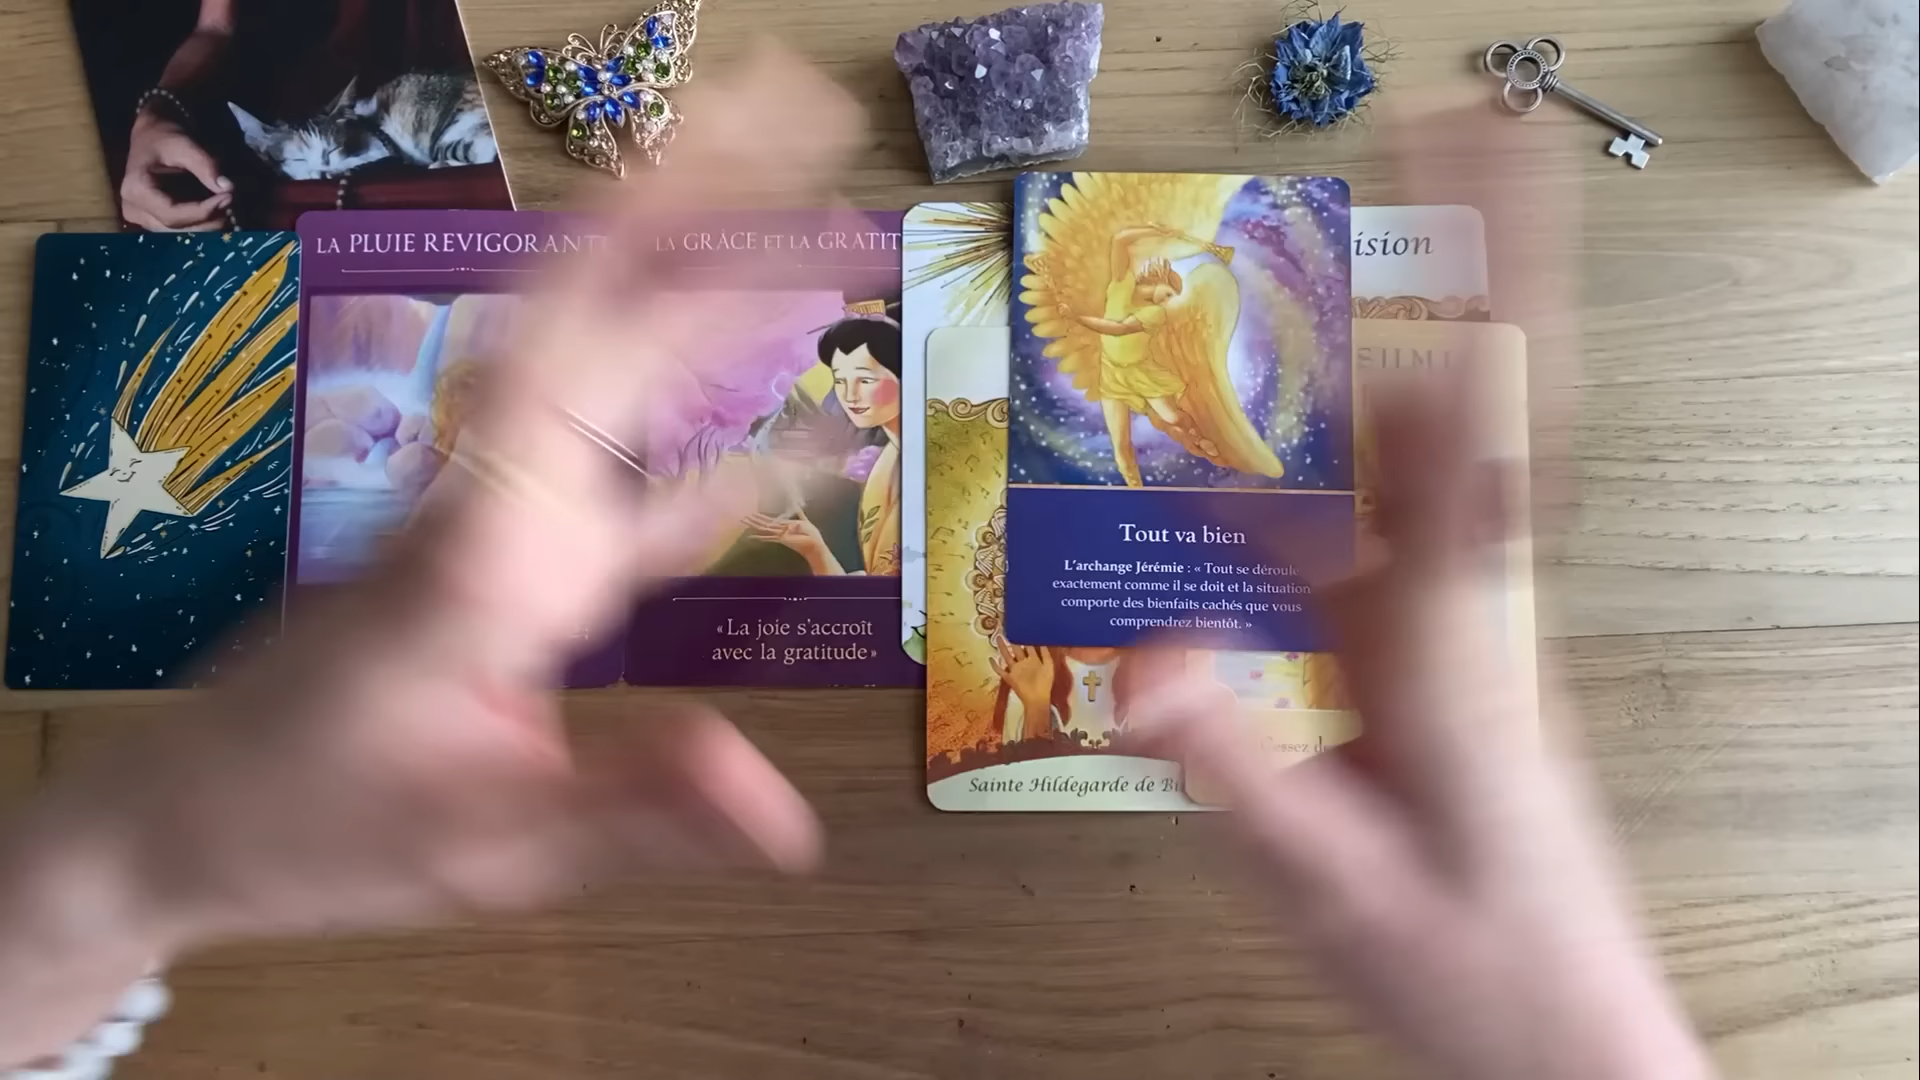 LA PLUIE REVIGORANT
LA GRÂCE ET LA GRATIT
«La joie s'accroît
avec la gratitude»
ision
Tout va bien
L'archange Jérémie : « Tout se déroule
exactement comme il se doit et la situation
comporte des bienfaits cachés que vous
comprendrez bientôt. »
Cessez de
Sainte Hildegarde de Bi